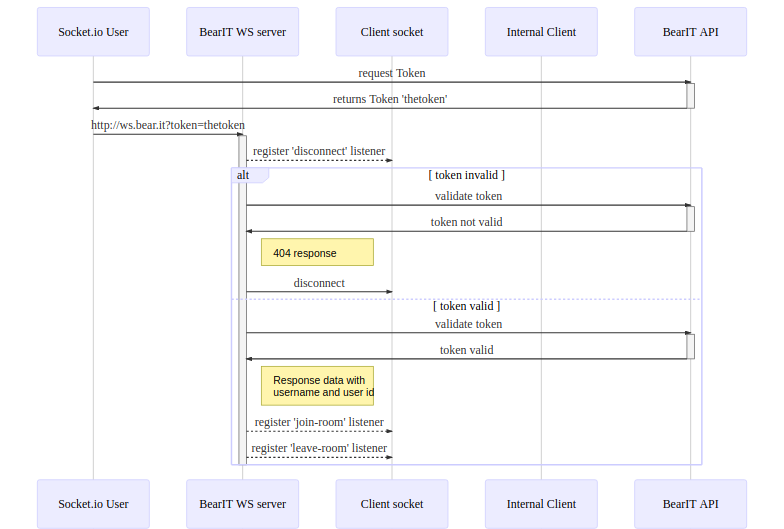 Socket.io User
BearIT WS server
Client socket
Internal Client
BearIT API
request Token
returns Token 'thetoken'
http://ws.bear.it?token=thetoken
register 'disconnect' listener
alt
[ token invalid ]
validate token
token not valid
404 response
disconnect
[ token valid ]
validate token
token valid
Response data with
username and user id
register 'join-room' listener
register 'leave-room' listener
Socket.io User
BearIT WS server
Client socket
Internal Client
BearIT API